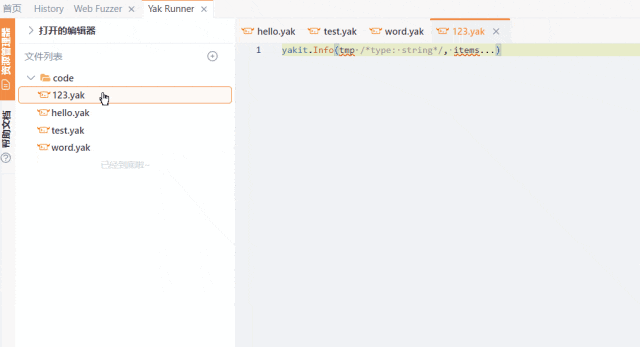 首页 History Web Fuzzer Yak Runner
资源管理器
帮助文档
打开的编辑器
文件列表
code
123.yak
hello.yak
test.yak
word.yak
已经到底啦~
hello.yak test.yak word.yak 123.yak
1 yakit.Info(tmp /*type: string*/, items...)